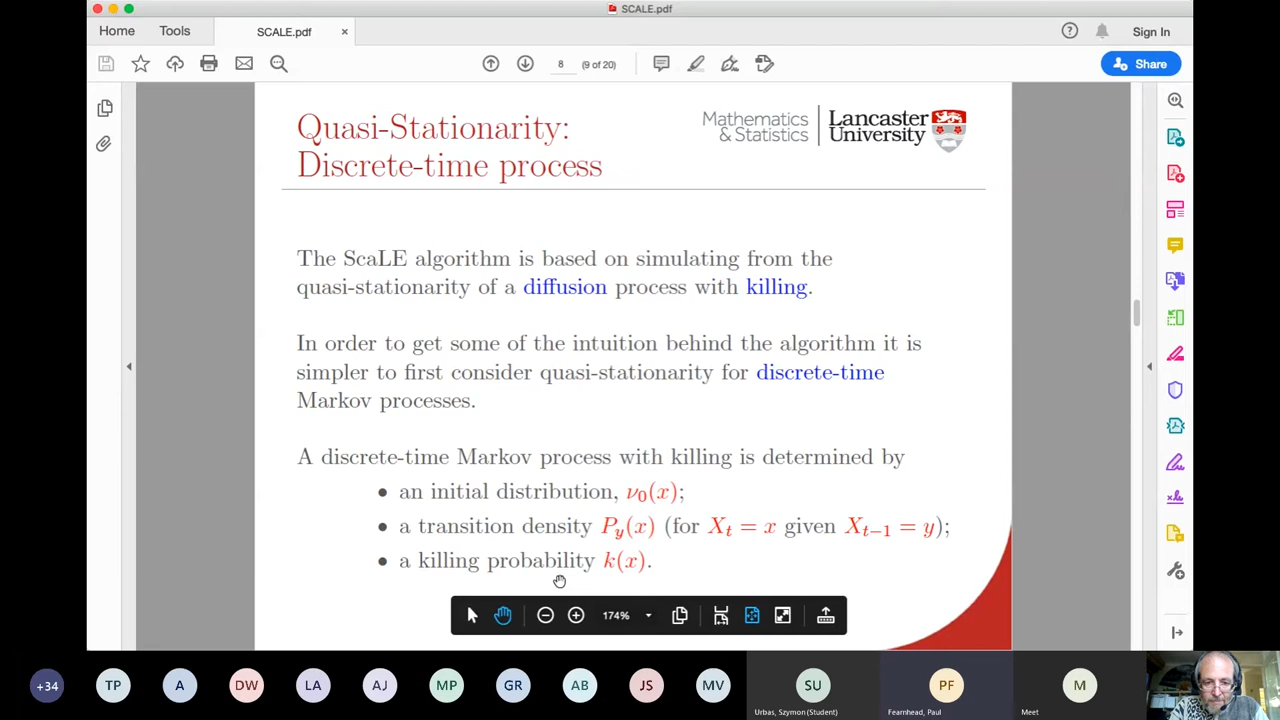 SCALE.pdf
Home
Tools
SCALE.pdf
×
Sign In
8
(9 of 20)
Share
Quasi-Stationarity:
Discrete-time process
Mathematics
& Statistics
Lancaster
University
The ScaLE algorithm is based on simulating from the
quasi-stationarity of a diffusion process with killing.
In order to get some of the intuition behind the algorithm it is
simpler to first consider quasi-stationarity for discrete-time
Markov processes.
A discrete-time Markov process with killing is determined by
• an initial distribution, ν₀(x);
• a transition density P_y(x) (for X_t = x given X_{t−1} = y);
• a killing probability k(x).
174%
+34
TP
A
DW
LA
AJ
MP
GR
AB
JS
MV
SU
PF
M
Urbas, Szymon (Student)
Fearnhead, Paul
Meet